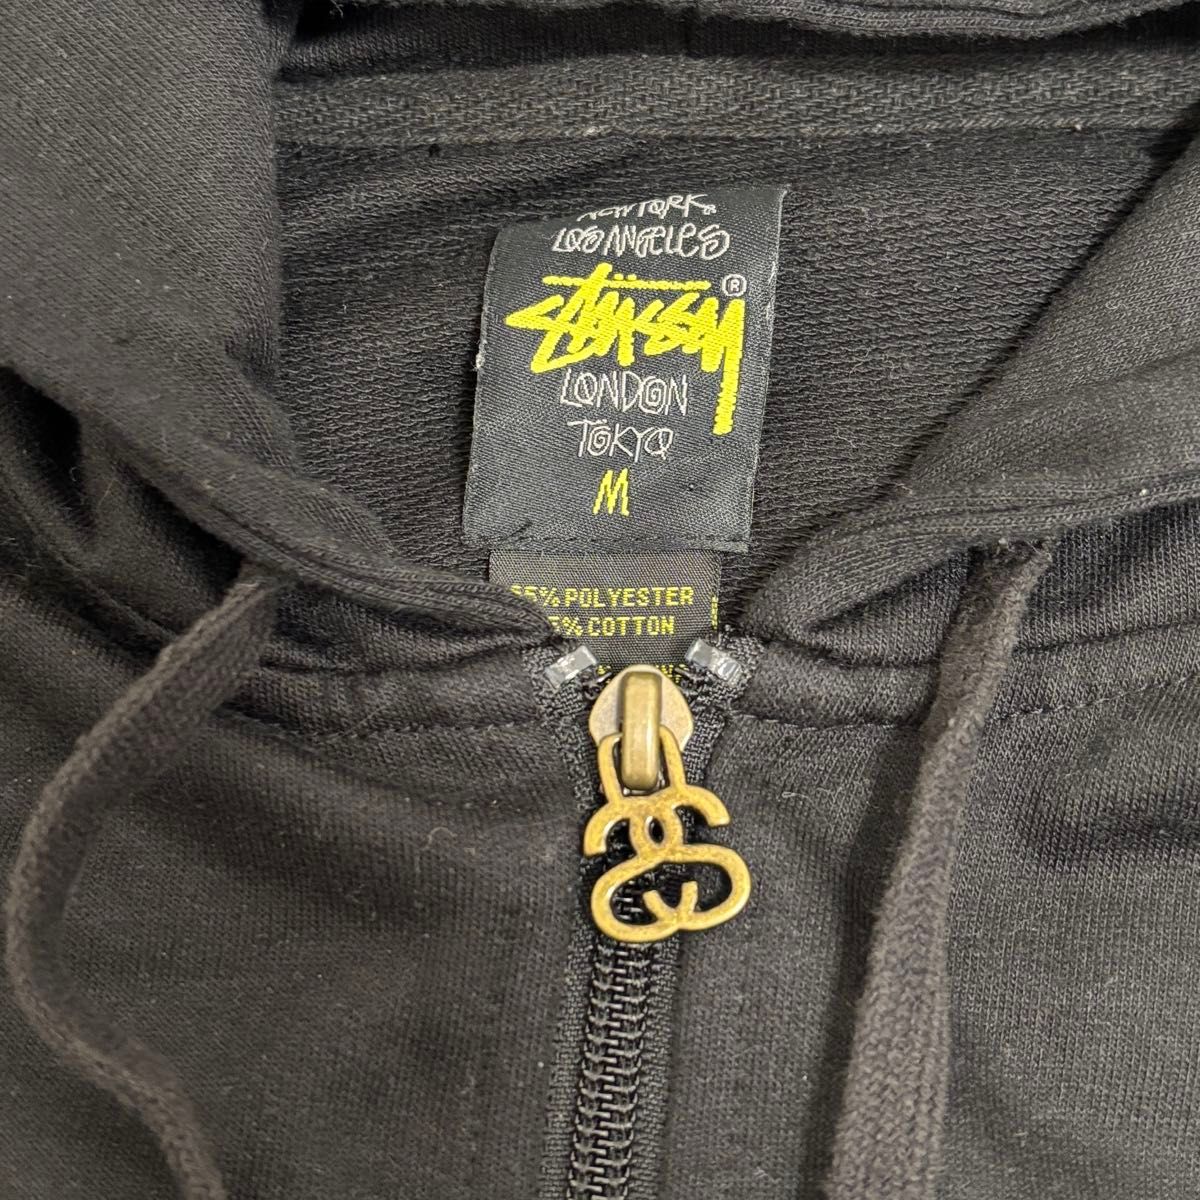 NEW YORK &
LOS ANGELES
STÜSSY ®
LONDON
TOKYO
M
% POLYESTER
% COTTON